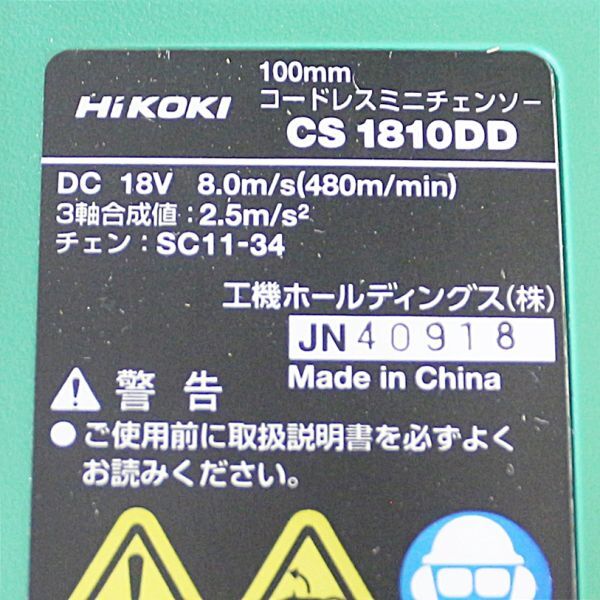 100mm
HiKOKI コードレスミニチェンソー
CS 1810DD
DC 18V 8.0m/s(480m/min)
3軸合成値：2.5m/s²
チェン：SC11-34
工機ホールディングス(株)
JN 40918
Made in China
警告
●ご使用前に取扱説明書を必ずよく
お読みください。